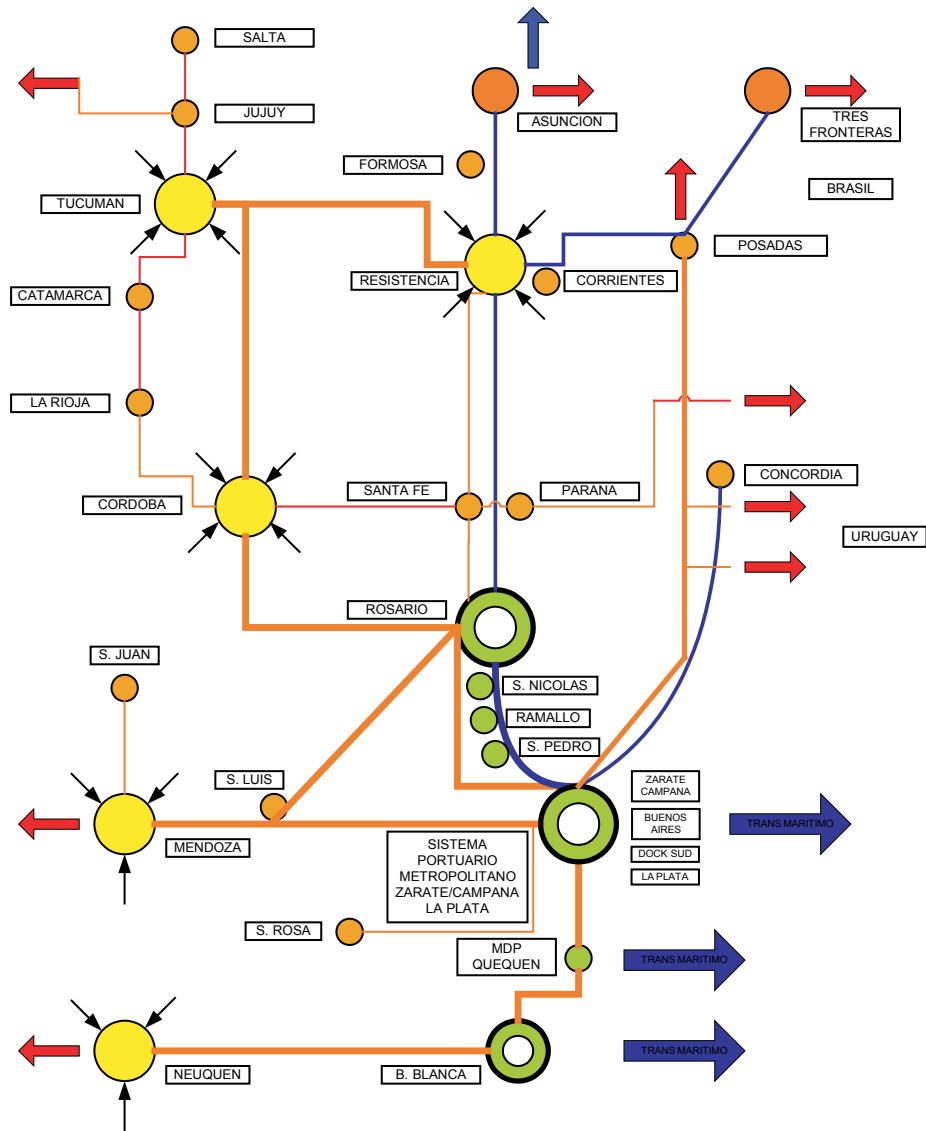 SALTA
JUJUY
ASUNCION
TRES
FRONTERAS
FORMOSA
BRASIL
TUCUMAN
POSADAS
RESISTENCIA
CORRIENTES
CATAMARCA
LA RIOJA
CORDOBA
SANTA FE
PARANA
CONCORDIA
URUGUAY
ROSARIO
S. JUAN
S. NICOLAS
RAMALLO
S. PEDRO
S. LUIS
ZARATE
CAMPANA
BUENOS
AIRES
TRANS MARITIMO
DOCK SUD
LA PLATA
MENDOZA
SISTEMA
PORTUARIO
METROPOLITANO
ZARATE/CAMPANA
LA PLATA
S. ROSA
MDP
QUEQUEN
TRANS MARITIMO
NEUQUEN
B. BLANCA
TRANS MARITIMO